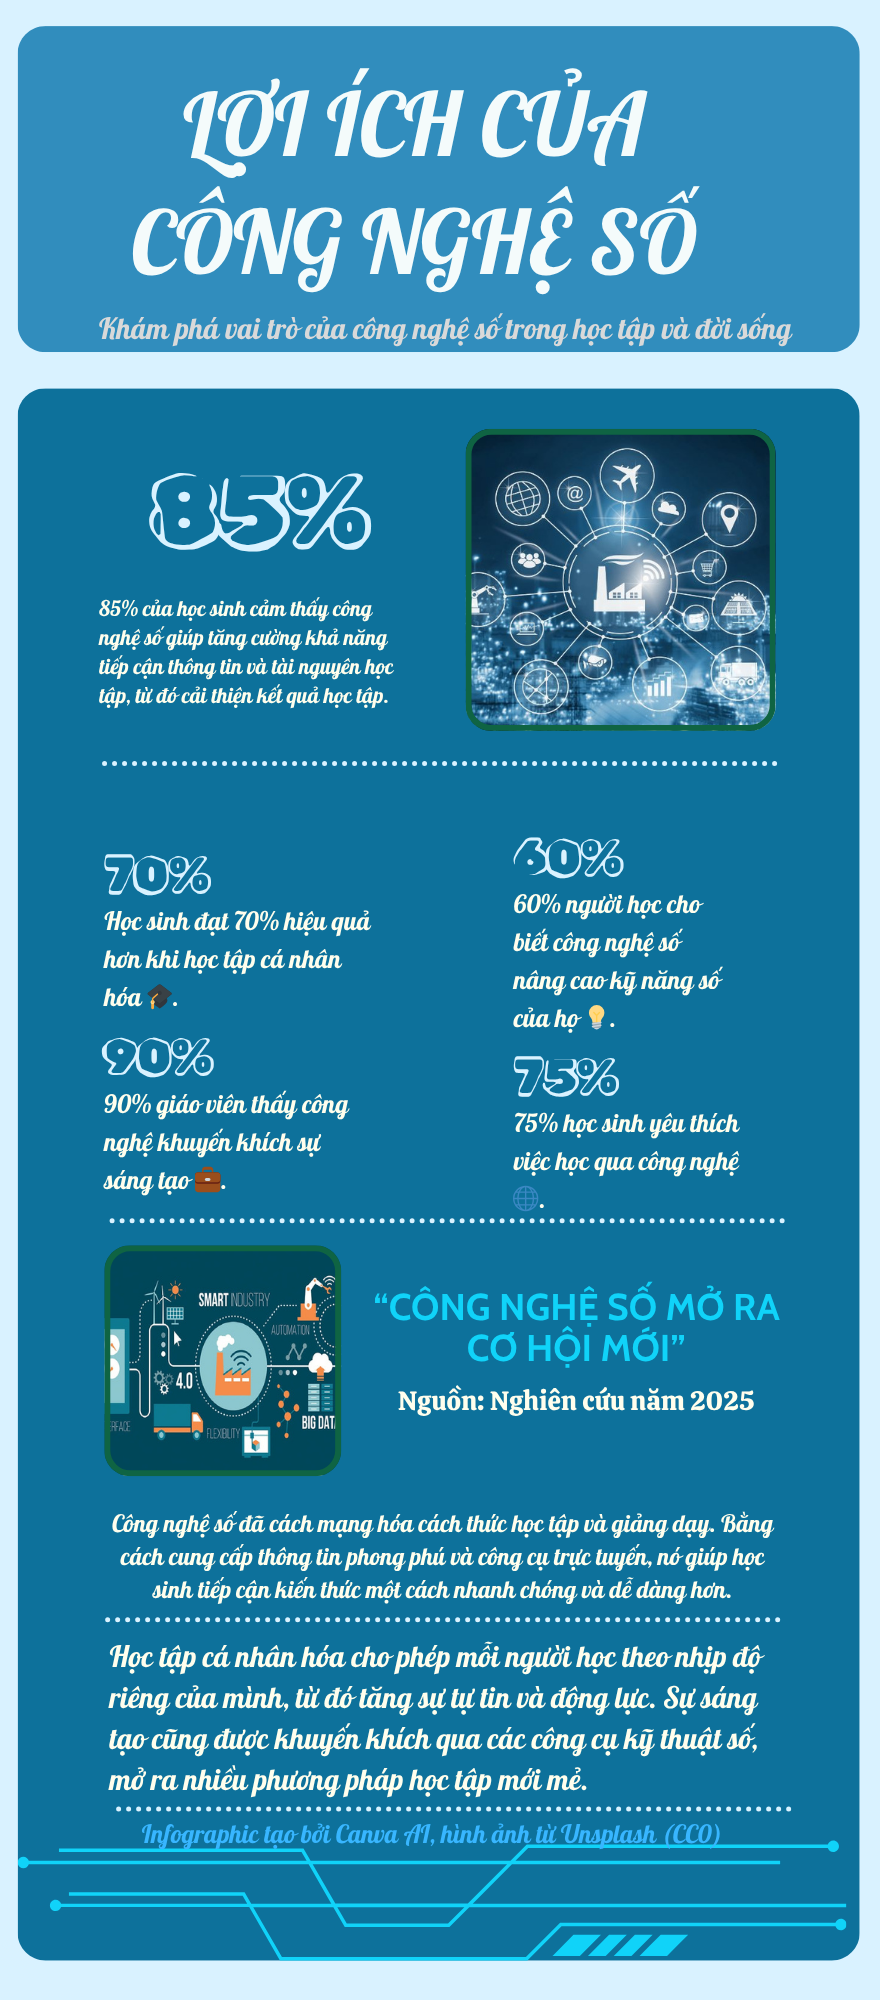 LỢI ÍCH CỦA
CÔNG NGHỆ SỐ
Khám phá vai trò của công nghệ số trong học tập và đời sống
85%
85% của học sinh cảm thấy công
nghệ số giúp tăng cường khả năng
tiếp cận thông tin và tài nguyên học
tập, từ đó cải thiện kết quả học tập.
@
70%
Học sinh đạt 70% hiệu quả
hơn khi học tập cá nhân
hóa 🎓.
60%
60% người học cho
biết công nghệ số
nâng cao kỹ năng số
của họ 💡.
90%
90% giáo viên thấy công
nghệ khuyến khích sự
sáng tạo 💼.
75%
75% học sinh yêu thích
việc học qua công nghệ
🌐.
SMART INDUSTRY
AUTOMATION
4.0
ERFACE
FLEXIBILITY
BIG DATA
“CÔNG NGHỆ SỐ MỞ RA
CƠ HỘI MỚI”
Nguồn: Nghiên cứu năm 2025
Công nghệ số đã cách mạng hóa cách thức học tập và giảng dạy. Bằng
cách cung cấp thông tin phong phú và công cụ trực tuyến, nó giúp học
sinh tiếp cận kiến thức một cách nhanh chóng và dễ dàng hơn.
Học tập cá nhân hóa cho phép mỗi người học theo nhịp độ
riêng của mình, từ đó tăng sự tự tin và động lực. Sự sáng
tạo cũng được khuyến khích qua các công cụ kỹ thuật số,
mở ra nhiều phương pháp học tập mới mẻ.
Infographic tạo bởi Canva AI, hình ảnh từ Unsplash (CC0)